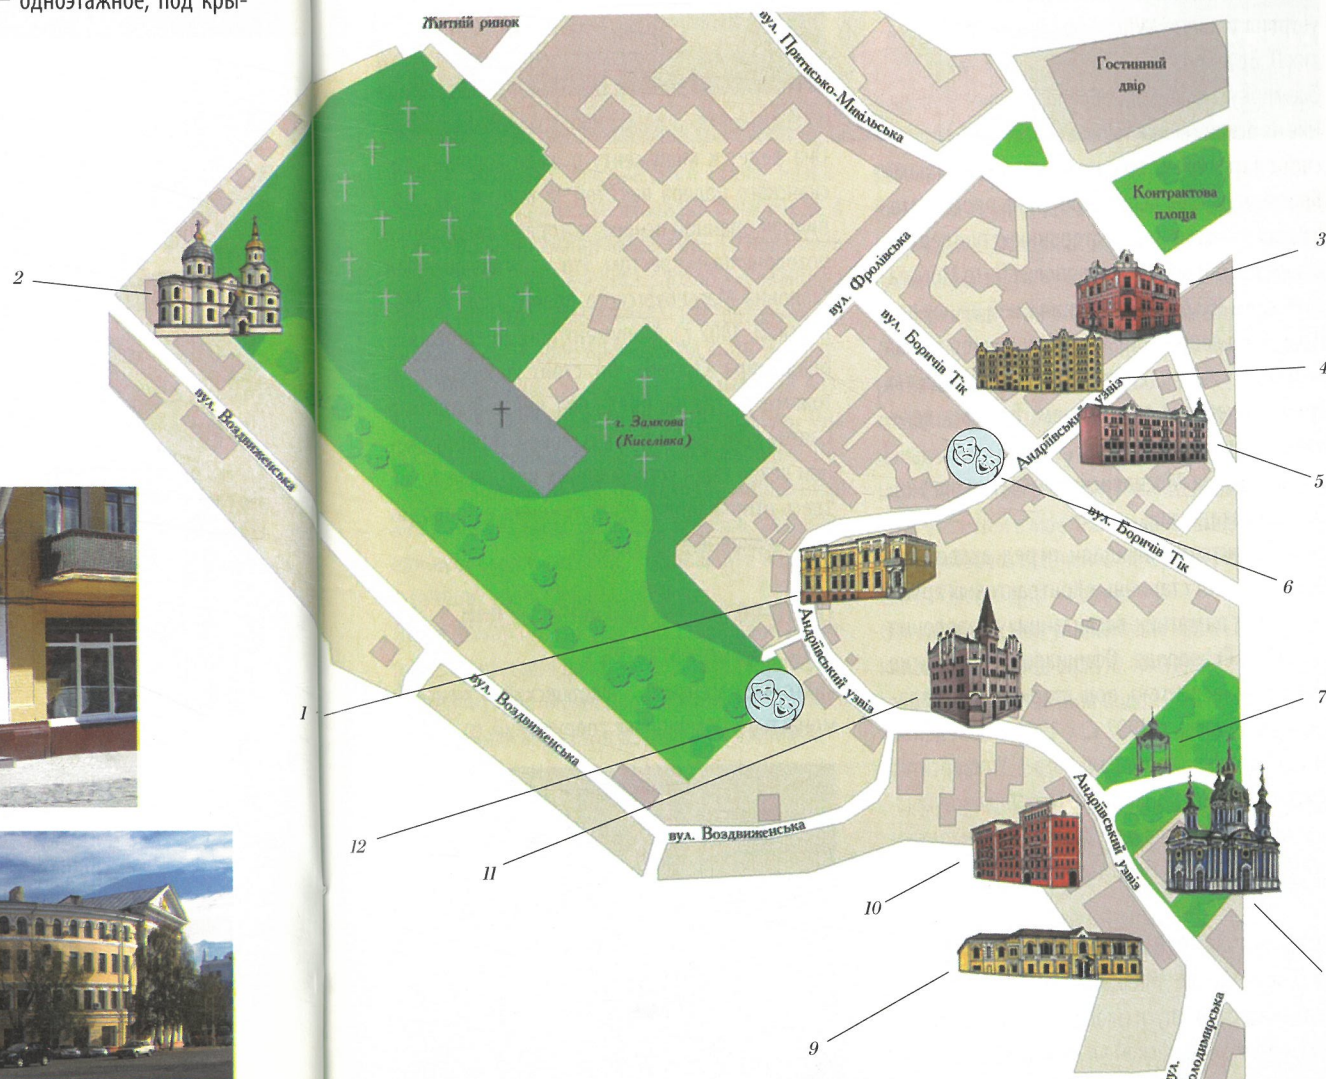 одноэтажное, под кры-
Житній ринок
вул. Притисько-Микільська
Гостинний
двір
Контрактова
площа
3
2
вул. Фролівська
вул. Боричів Тік
4
Андріївський узвіз
г. Замкова
(Киселівка)
вул. Воздвиженська
5
вул. Боричів Тік
6
Андріївський узвіз
7
1
вул. Воздвиженська
Андріївський узвіз
12
11
вул. Воздвиженська
10
9
вул.